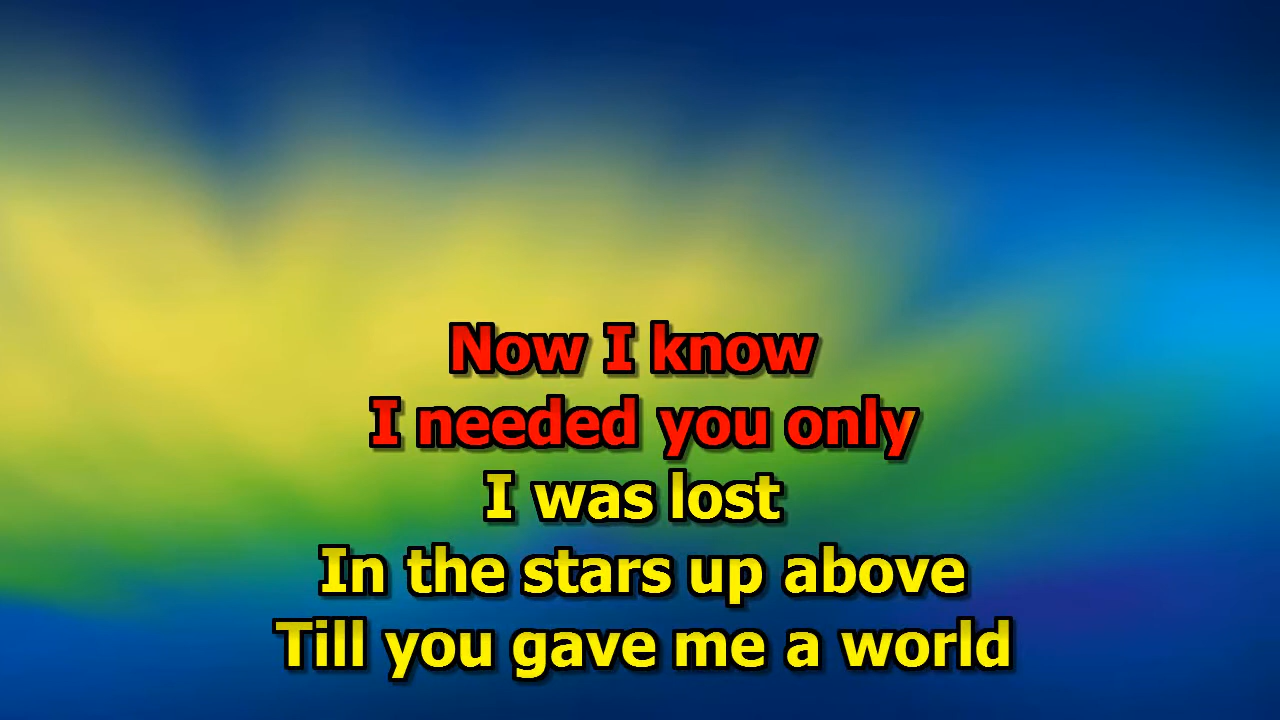 Now I know
I needed you only
I was lost
In the stars up above
Till you gave me a world